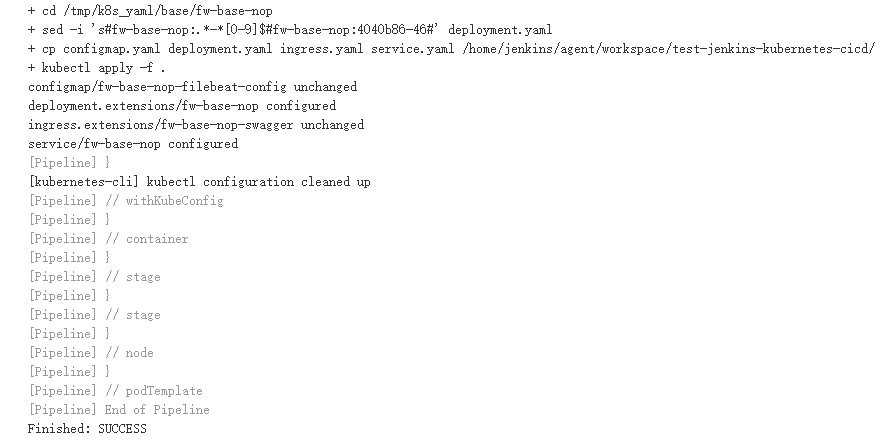 + cd /tmp/k8s_yaml/base/fw-base-nop
+ sed -i 's#fw-base-nop:.*-*[0-9]$#fw-base-nop:4040b86-46#' deployment.yaml
+ cp configmap.yaml deployment.yaml ingress.yaml service.yaml /home/jenkins/agent/workspace/test-jenkins-kubernetes-cicd/
+ kubectl apply -f .
configmap/fw-base-nop-filebeat-config unchanged
deployment.extensions/fw-base-nop configured
ingress.extensions/fw-base-nop-swagger unchanged
service/fw-base-nop configured
[Pipeline] }
[kubernetes-cli] kubectl configuration cleaned up
[Pipeline] // withKubeConfig
[Pipeline] }
[Pipeline] // container
[Pipeline] }
[Pipeline] // stage
[Pipeline] }
[Pipeline] // stage
[Pipeline] }
[Pipeline] // node
[Pipeline] }
[Pipeline] // podTemplate
[Pipeline] End of Pipeline
Finished: SUCCESS